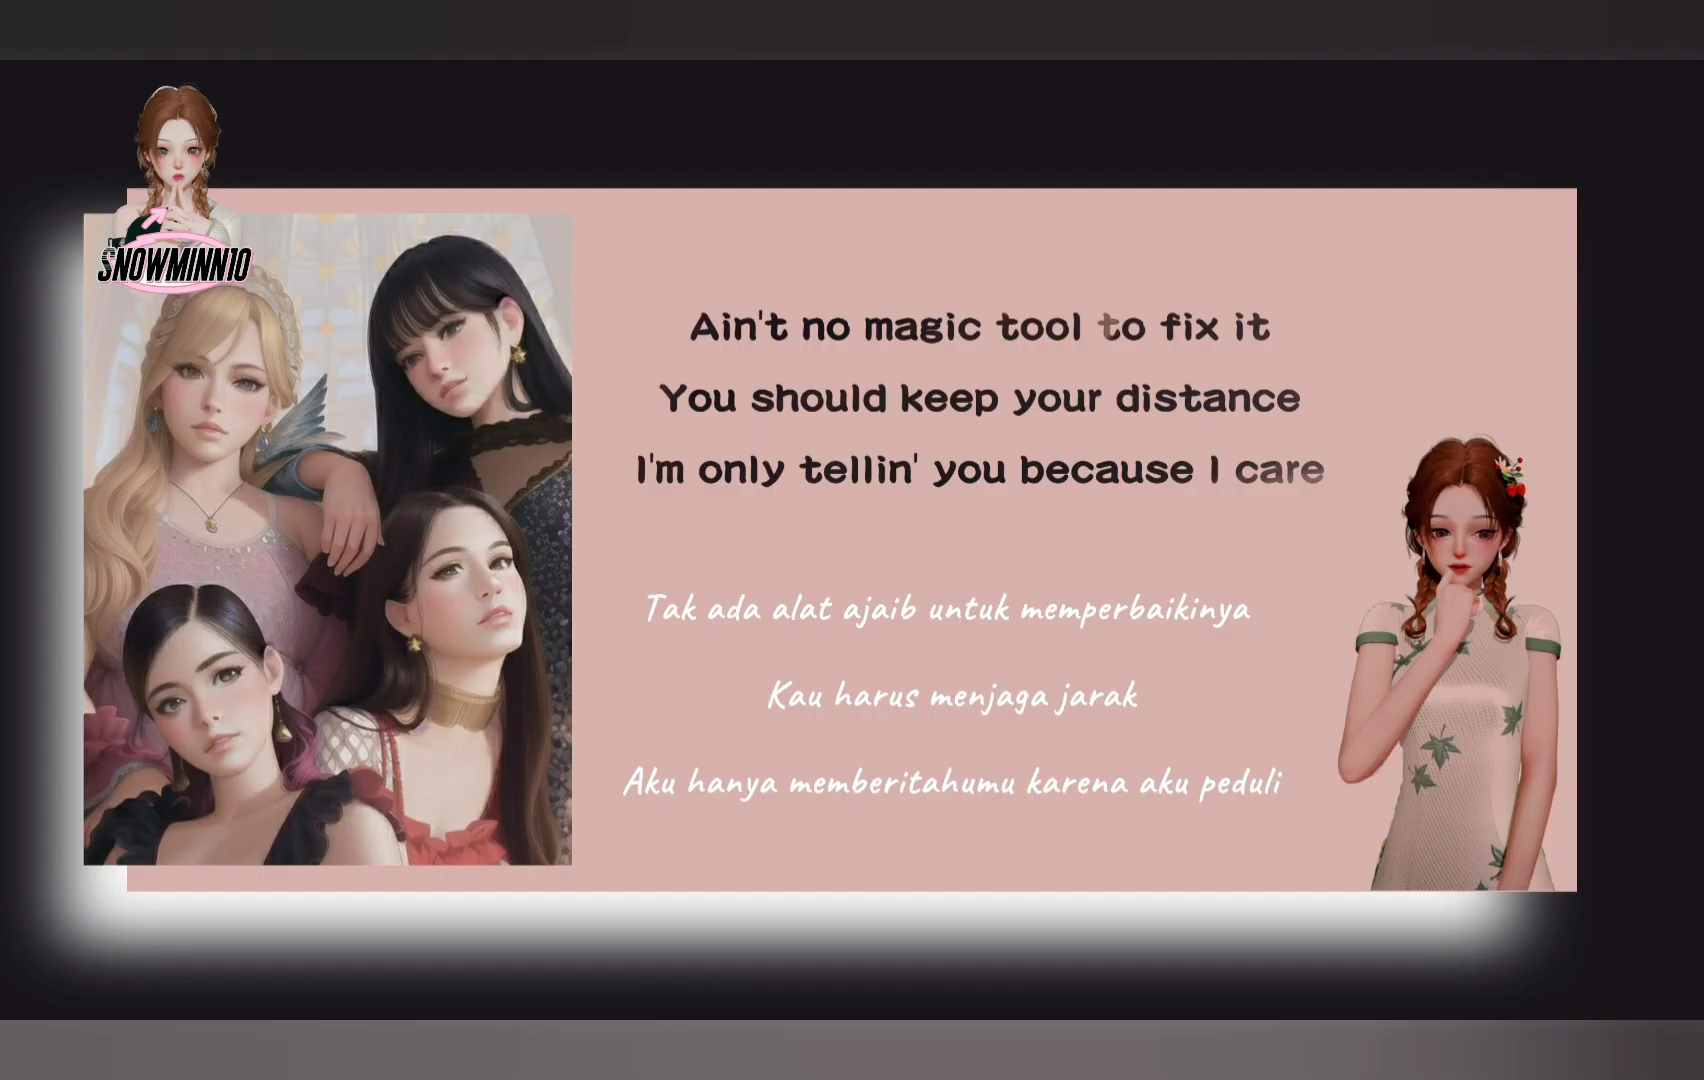 SNOWMINN10
Ain't no magic tool to fix it
You should keep your distance
I'm only tellin' you because I care
Tak ada alat ajaib untuk memperbaikinya
Kau harus menjaga jarak
Aku hanya memberitahumu karena aku peduli